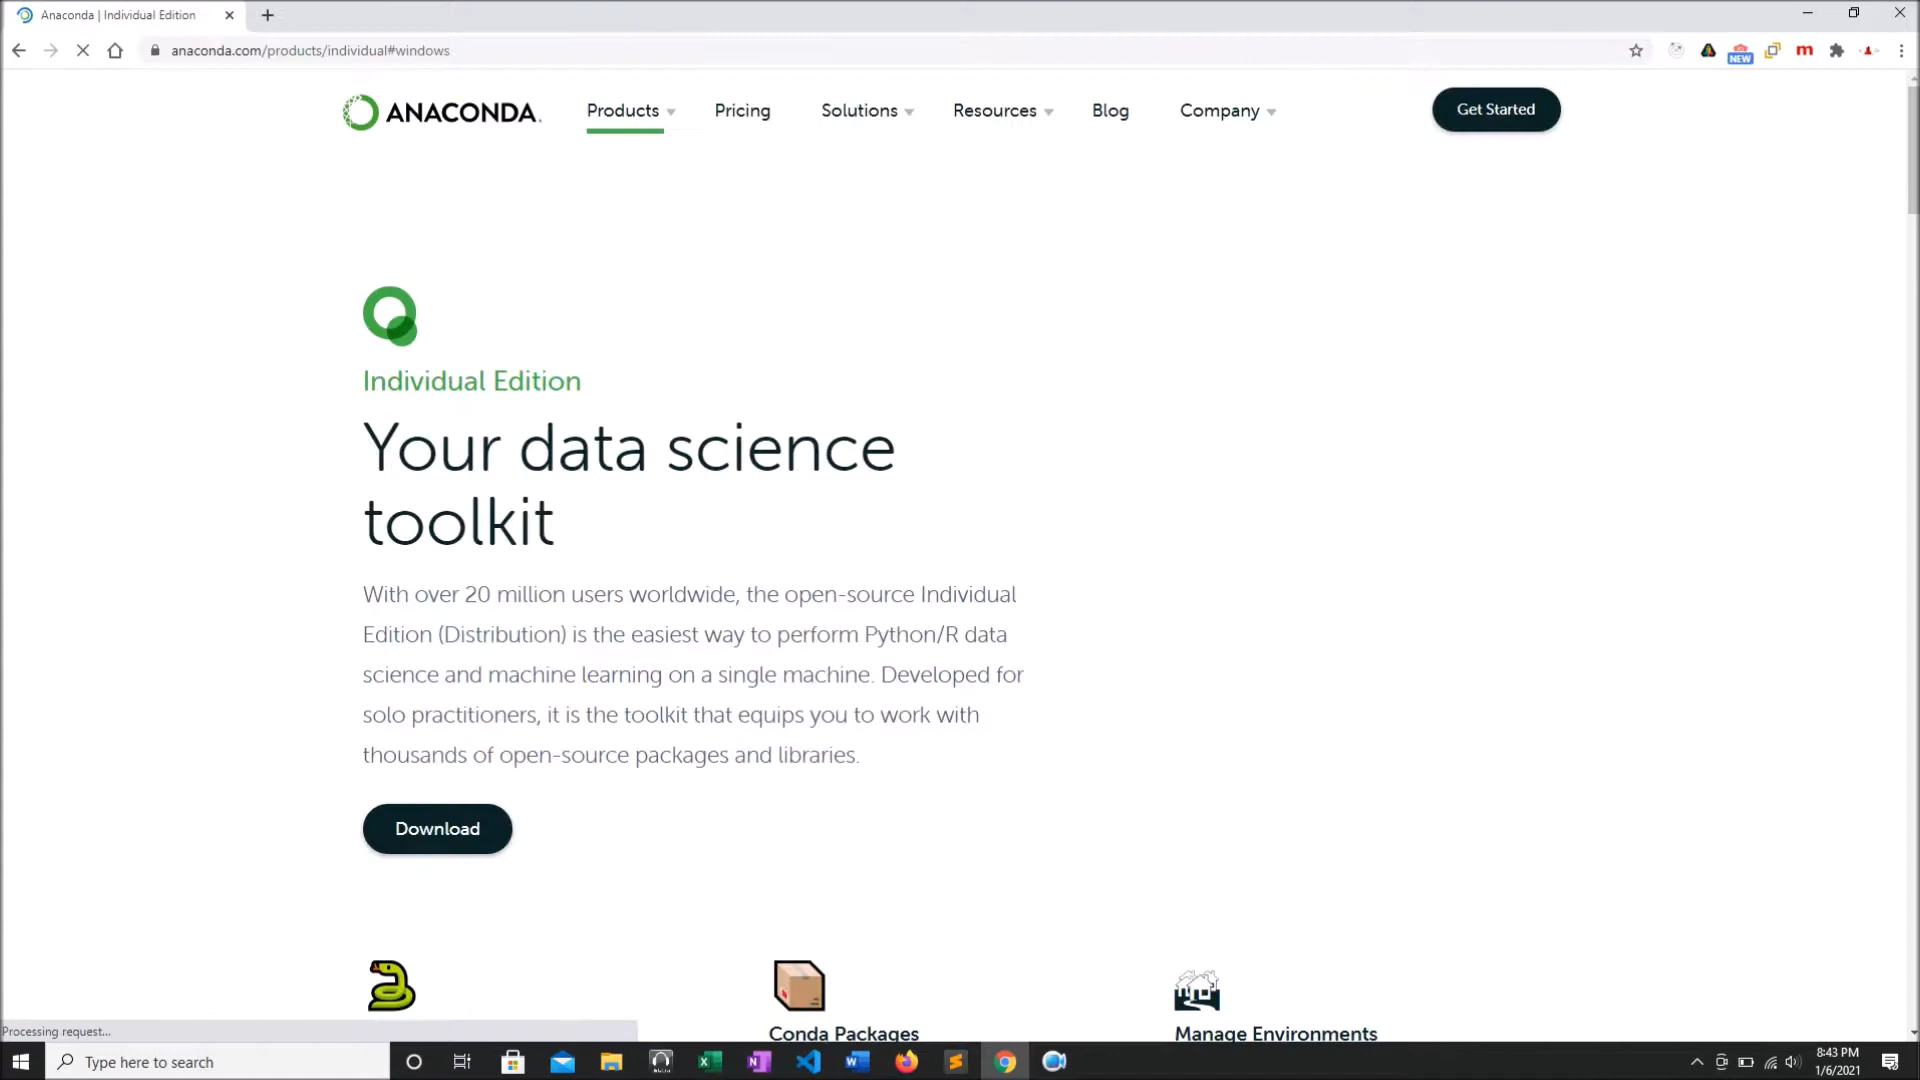 Anaconda | Individual Edition
anaconda.com/products/individual#windows
NEW
m
ANACONDA.
Products
Pricing
Solutions
Resources
Blog
Company
Get Started
Individual Edition
Your data science
toolkit
With over 20 million users worldwide, the open-source Individual
Edition (Distribution) is the easiest way to perform Python/R data
science and machine learning on a single machine. Developed for
solo practitioners, it is the toolkit that equips you to work with
thousands of open-source packages and libraries.
Download
Conda Packages
Manage Environments
Processing request...
Type here to search
8:43 PM
1/6/2021